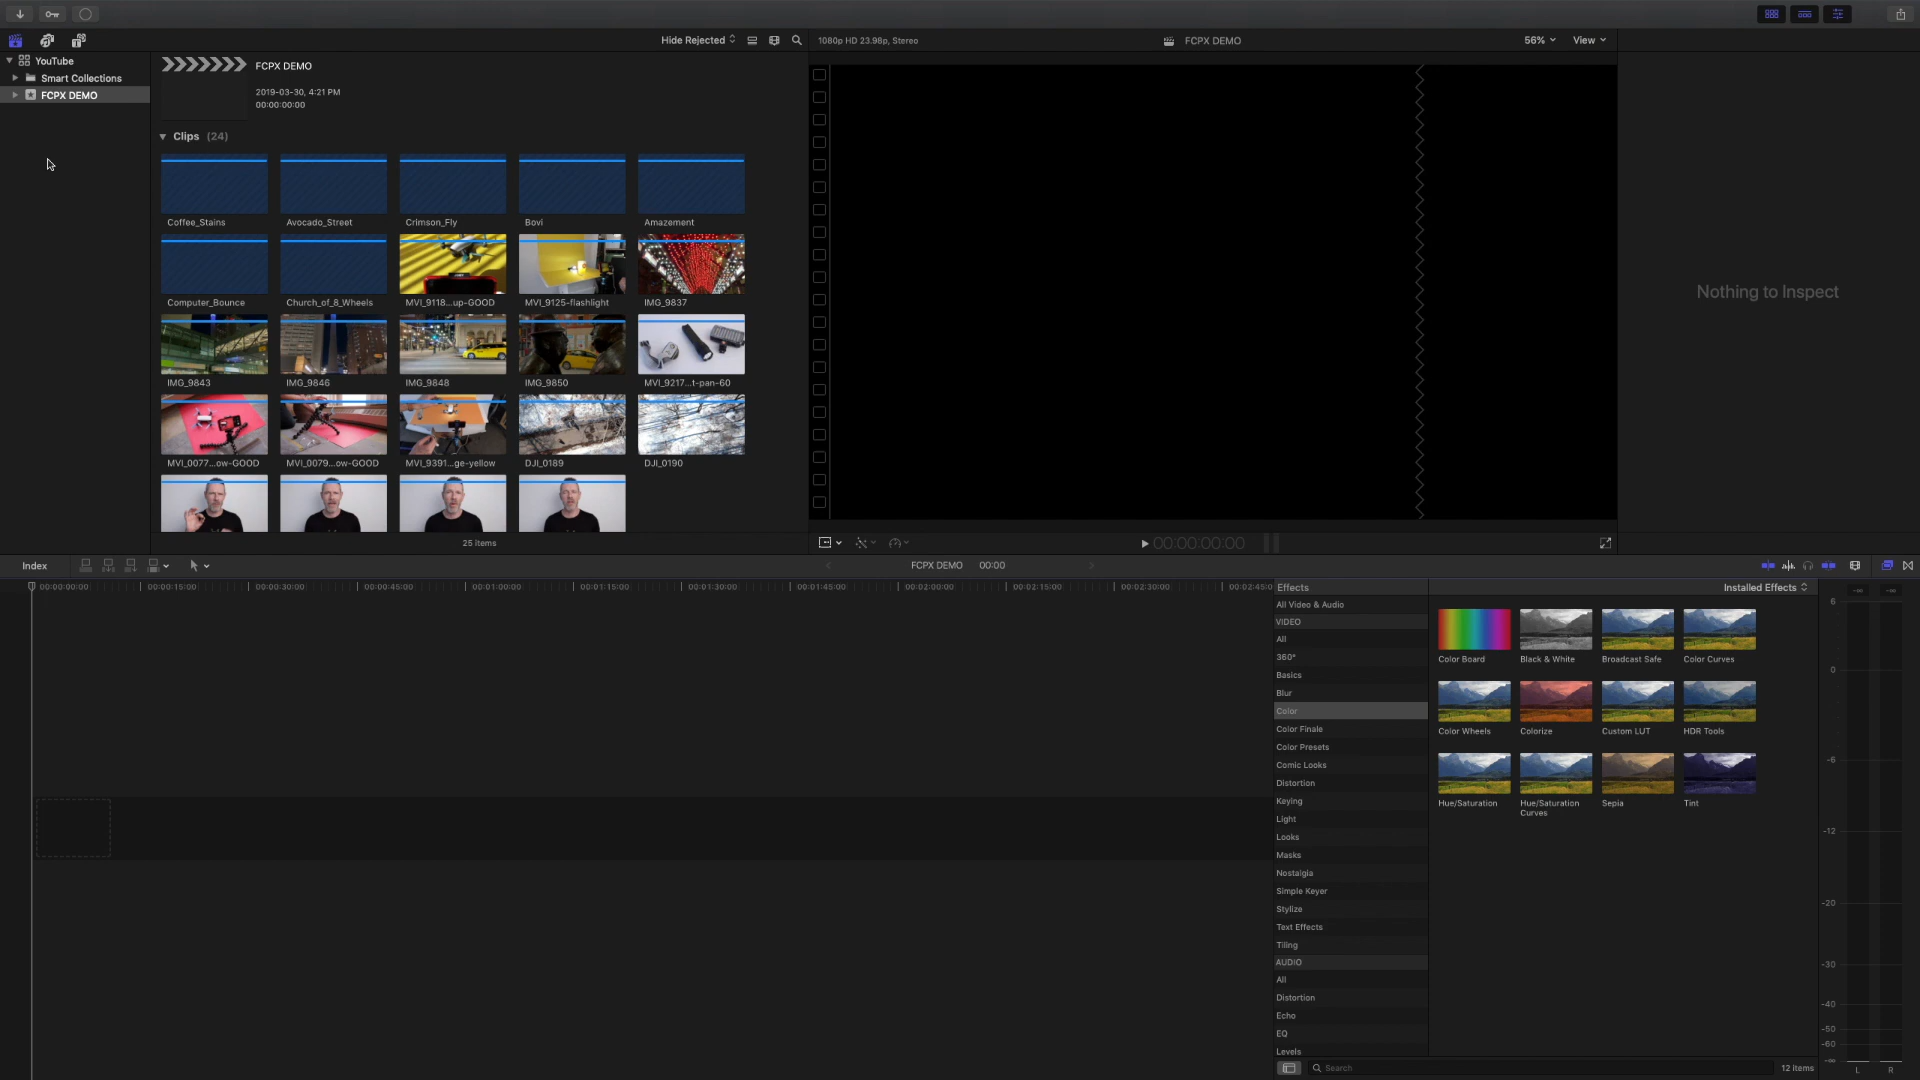 Hide Rejected
1080p HD 23.98p, Stereo
FCPX DEMO
56%
View
YouTube
Smart Collections
FCPX DEMO
FCPX DEMO
2019-03-30, 4:21 PM
00:00:00:00
Clips (24)
Coffee_Stains
Avocado_Street
Crimson_Fly
Bovi
Amazement
Computer_Bounce
Church_of_8_Wheels
MVI_9118...up-GOOD
MVI_9125-flashlight
IMG_9837
IMG_9843
IMG_9846
IMG_9848
IMG_9850
MVI_9217...t-pan-60
MVI_0077...ow-GOOD
MVI_0079...ow-GOOD
MVI_9391...ge-yellow
DJI_0189
DJI_0190
25 items
Nothing to Inspect
00:00:00:00
Index
FCPX DEMO
00:00
00:00:00:00
00:00:15:00
00:00:30:00
00:00:45:00
00:01:00:00
00:01:15:00
00:01:30:00
00:01:45:00
00:02:00:00
00:02:15:00
00:02:30:00
00:02:45:0
Effects
Installed Effects
All Video & Audio
VIDEO
All
360°
Basics
Blur
Color
Color Finale
Color Presets
Comic Looks
Distortion
Keying
Light
Looks
Masks
Nostalgia
Simple Keyer
Stylize
Text Effects
Tiling
AUDIO
All
Distortion
Echo
EQ
Levels
Color Board
Black & White
Broadcast Safe
Color Curves
Color Wheels
Colorize
Custom LUT
HDR Tools
Hue/Saturation
Hue/Saturation
Curves
Sepia
Tint
Search
12 items
6
0
-6
-12
-20
-30
-40
-50
-60
-∞
L
R